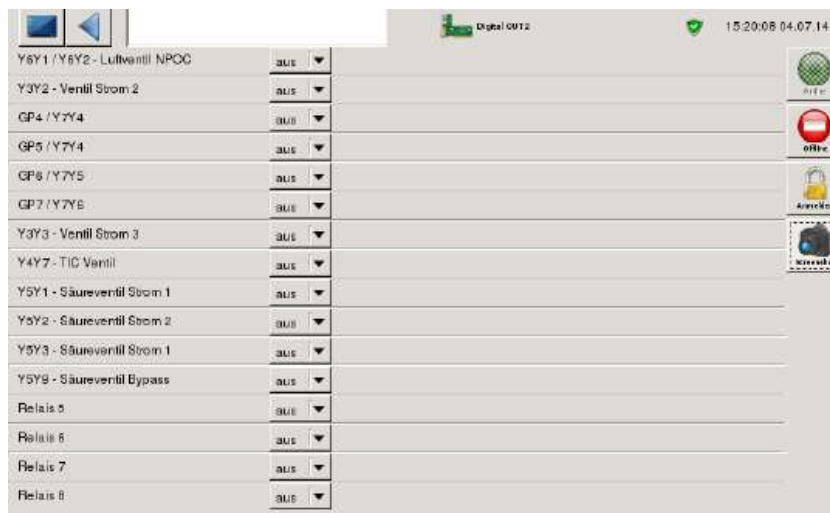 Digital OUT2 15:20:08 04.07.14
Y6Y1 / Y6Y2 - Luftventil NPOC aus
Y3Y2 - Ventil Strom 2 aus
GP4 / Y7Y4 aus
GP5 / Y7Y4 aus
GP6 / Y7Y5 aus
GP7 / Y7Y6 aus
Y3Y3 - Ventil Strom 3 aus
Y4Y7 - TIC Ventil aus
Y5Y1 - Säureventil Strom 1 aus
Y5Y2 - Säureventil Strom 2 aus
Y5Y3 - Säureventil Strom 1 aus
Y5Y9 - Säureventil Bypass aus
Relais 5 aus
Relais 6 aus
Relais 7 aus
Relais 8 aus
Offline